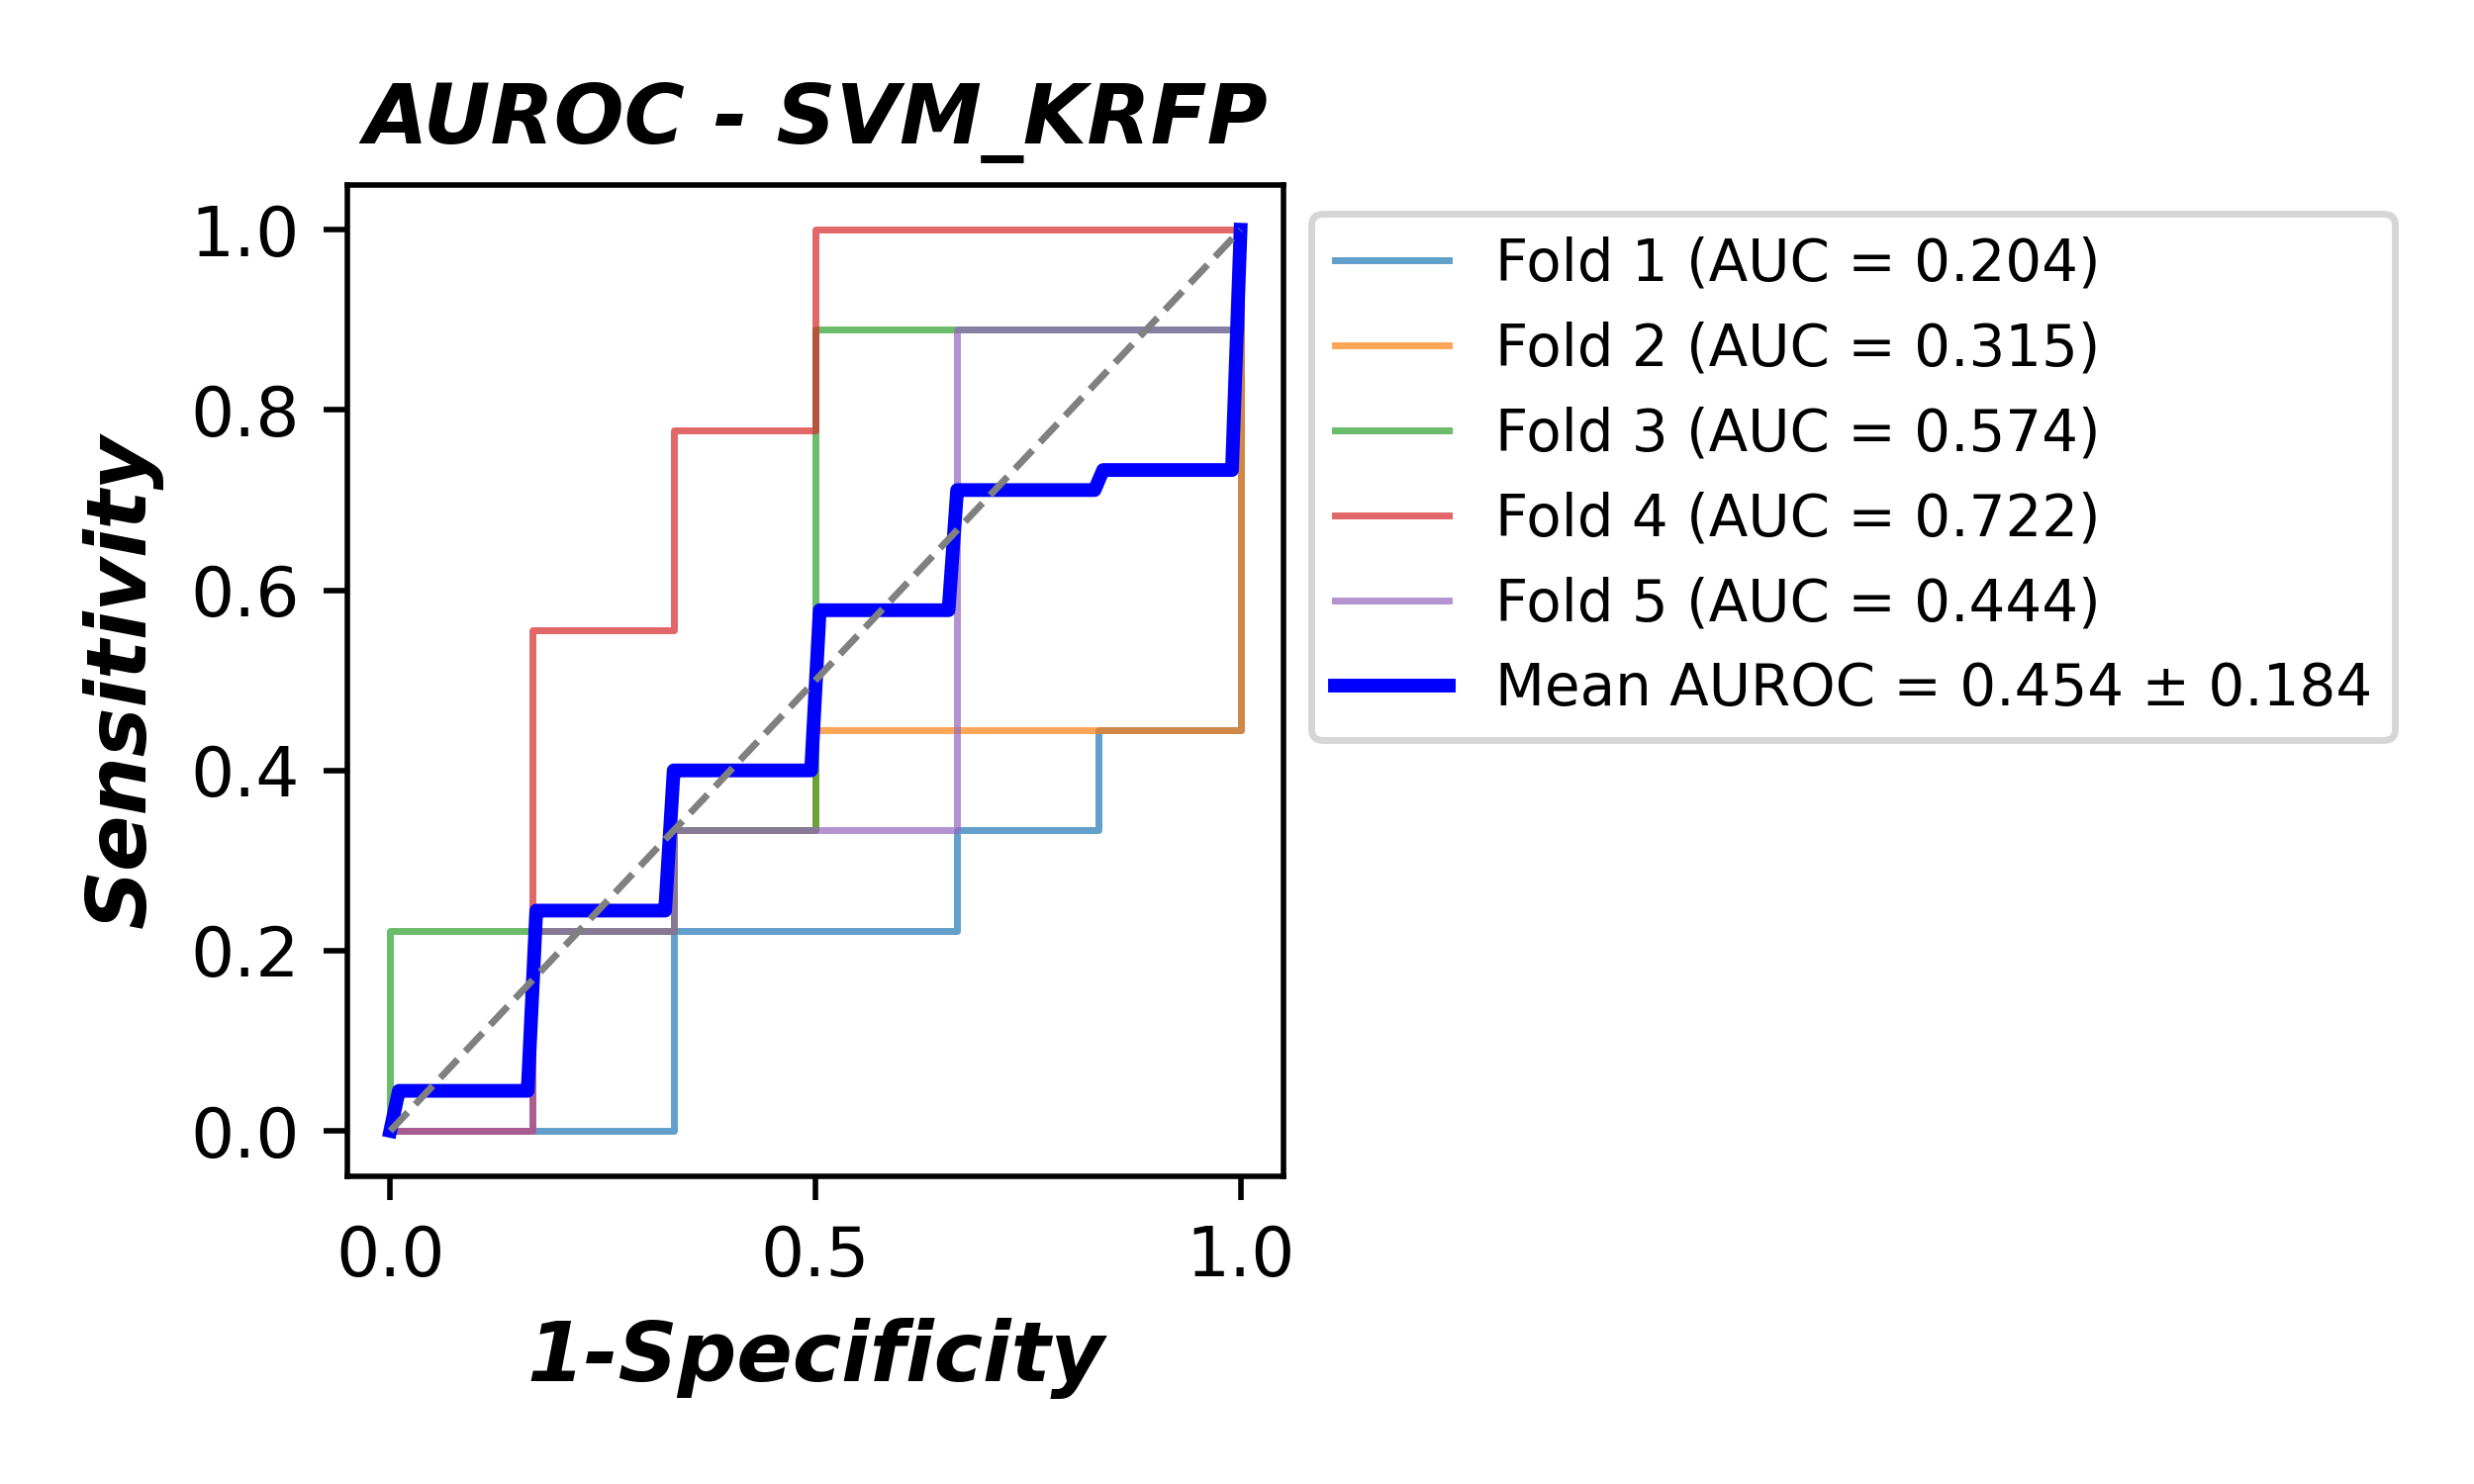 AUROC - SVM_KRFP
Sensitivity
1.0
0.8
0.6
0.4
0.2
0.0
0.0 0.5 1.0
1-Specificity
Fold 1 (AUC = 0.204)
Fold 2 (AUC = 0.315)
Fold 3 (AUC = 0.574)
Fold 4 (AUC = 0.722)
Fold 5 (AUC = 0.444)
Mean AUROC = 0.454 ± 0.184